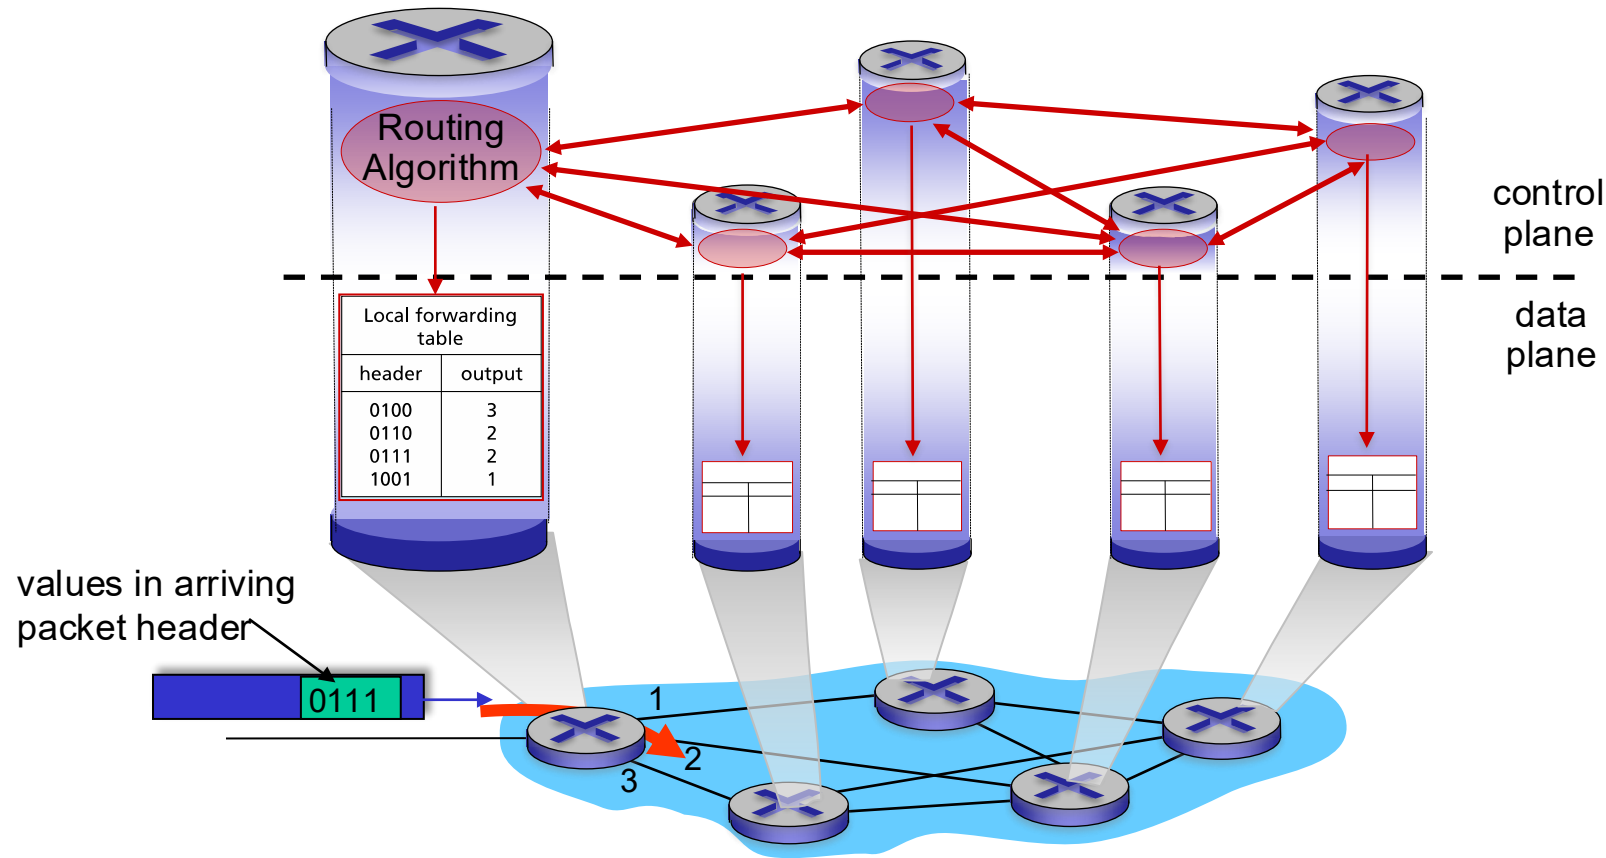 Routing
Algorithm
control
plane
data
plane
Local forwarding
table
header output
0100 3
0110 2
0111 2
1001 1
values in arriving
packet header
0111
1
2
3